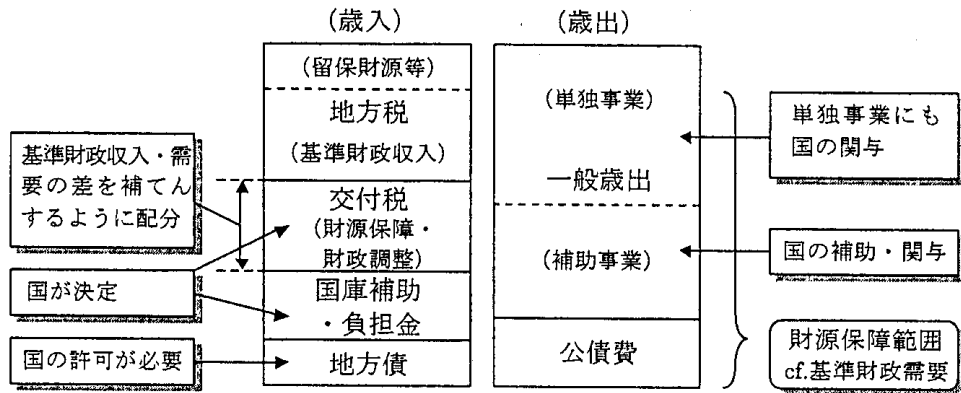 (歳入)
(歳出)
(留保財源等)
地方税
(基準財政収入)
交付税
(財源保障・
財政調整)
国庫補助
・負担金
地方債
(単独事業)
一般歳出
(補助事業)
公債費
基準財政収入・需
要の差を補てん
するように配分
国が決定
国の許可が必要
単独事業にも
国の関与
国の補助・関与
財源保障範囲
cf.基準財政需要